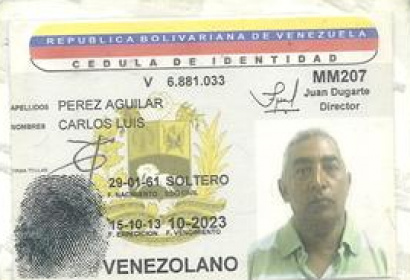 REPUBLICA BOLIVARIANA DE VENEZUELA
CEDULA DE IDENTIDAD
V 6.881.033 MM207
Juan Dugarte
Director
APELLIDOS PEREZ AGUILAR
NOMBRES CARLOS LUIS
FIRMA TITULAR
29-01-61 SOLTERO
F. NACIMIENTO EDO CIVIL
15-10-13 10-2023
F. EXPEDICION F. VENCIMIENTO
VENEZOLANO